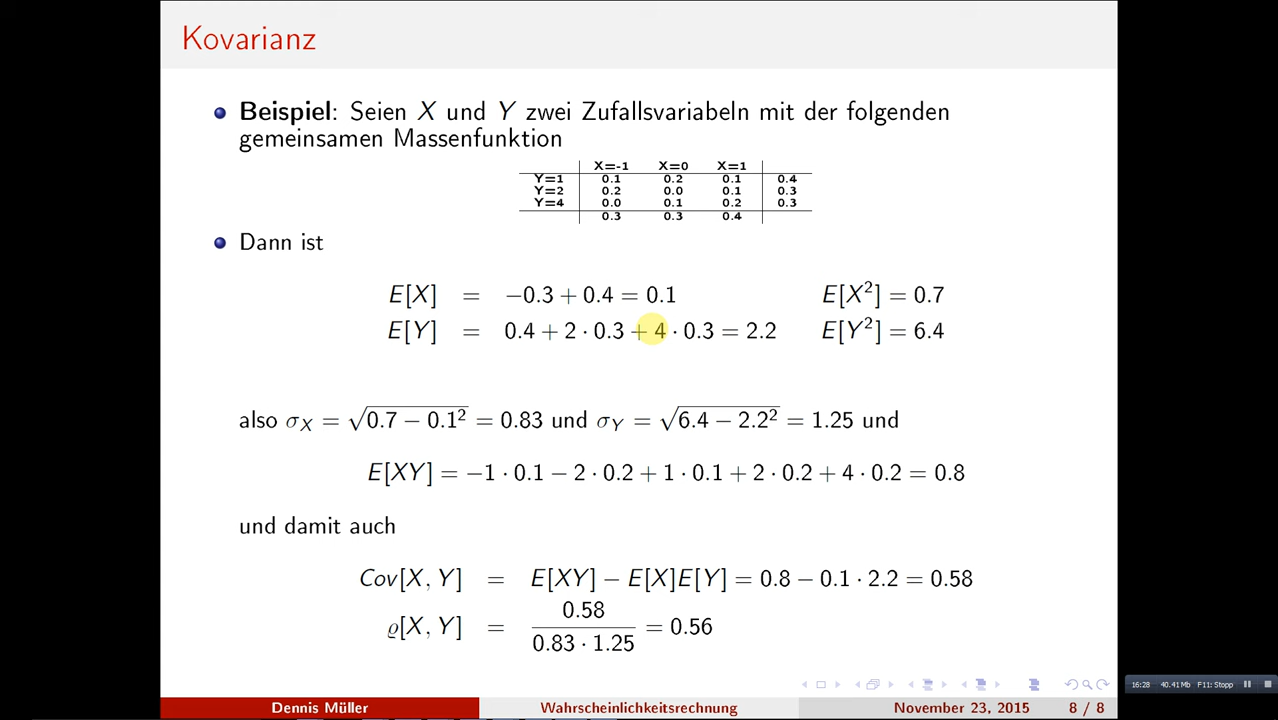 Kovarianz
Beispiel: Seien X und Y zwei Zufallsvariabeln mit der folgenden
gemeinsamen Massenfunktion
X=-1 X=0 X=1
Y=1 0.1 0.2 0.1 0.4
Y=2 0.2 0.0 0.1 0.3
Y=4 0.0 0.1 0.2 0.3
0.3 0.3 0.4
Dann ist
E[X] = −0.3 + 0.4 = 0.1 E[X²] = 0.7
E[Y] = 0.4 + 2 · 0.3 + 4 · 0.3 = 2.2 E[Y²] = 6.4
also σ_X = √(0.7 − 0.1²) = 0.83 und σ_Y = √(6.4 − 2.2²) = 1.25 und
E[XY] = −1 · 0.1 − 2 · 0.2 + 1 · 0.1 + 2 · 0.2 + 4 · 0.2 = 0.8
und damit auch
Cov[X, Y] = E[XY] − E[X]E[Y] = 0.8 − 0.1 · 2.2 = 0.58
ϱ[X, Y] = 0.58 / (0.83 · 1.25) = 0.56
Dennis Müller Wahrscheinlichkeitsrechnung November 23, 2015 8 / 8
16:28 40.41 Mb F11: Stopp